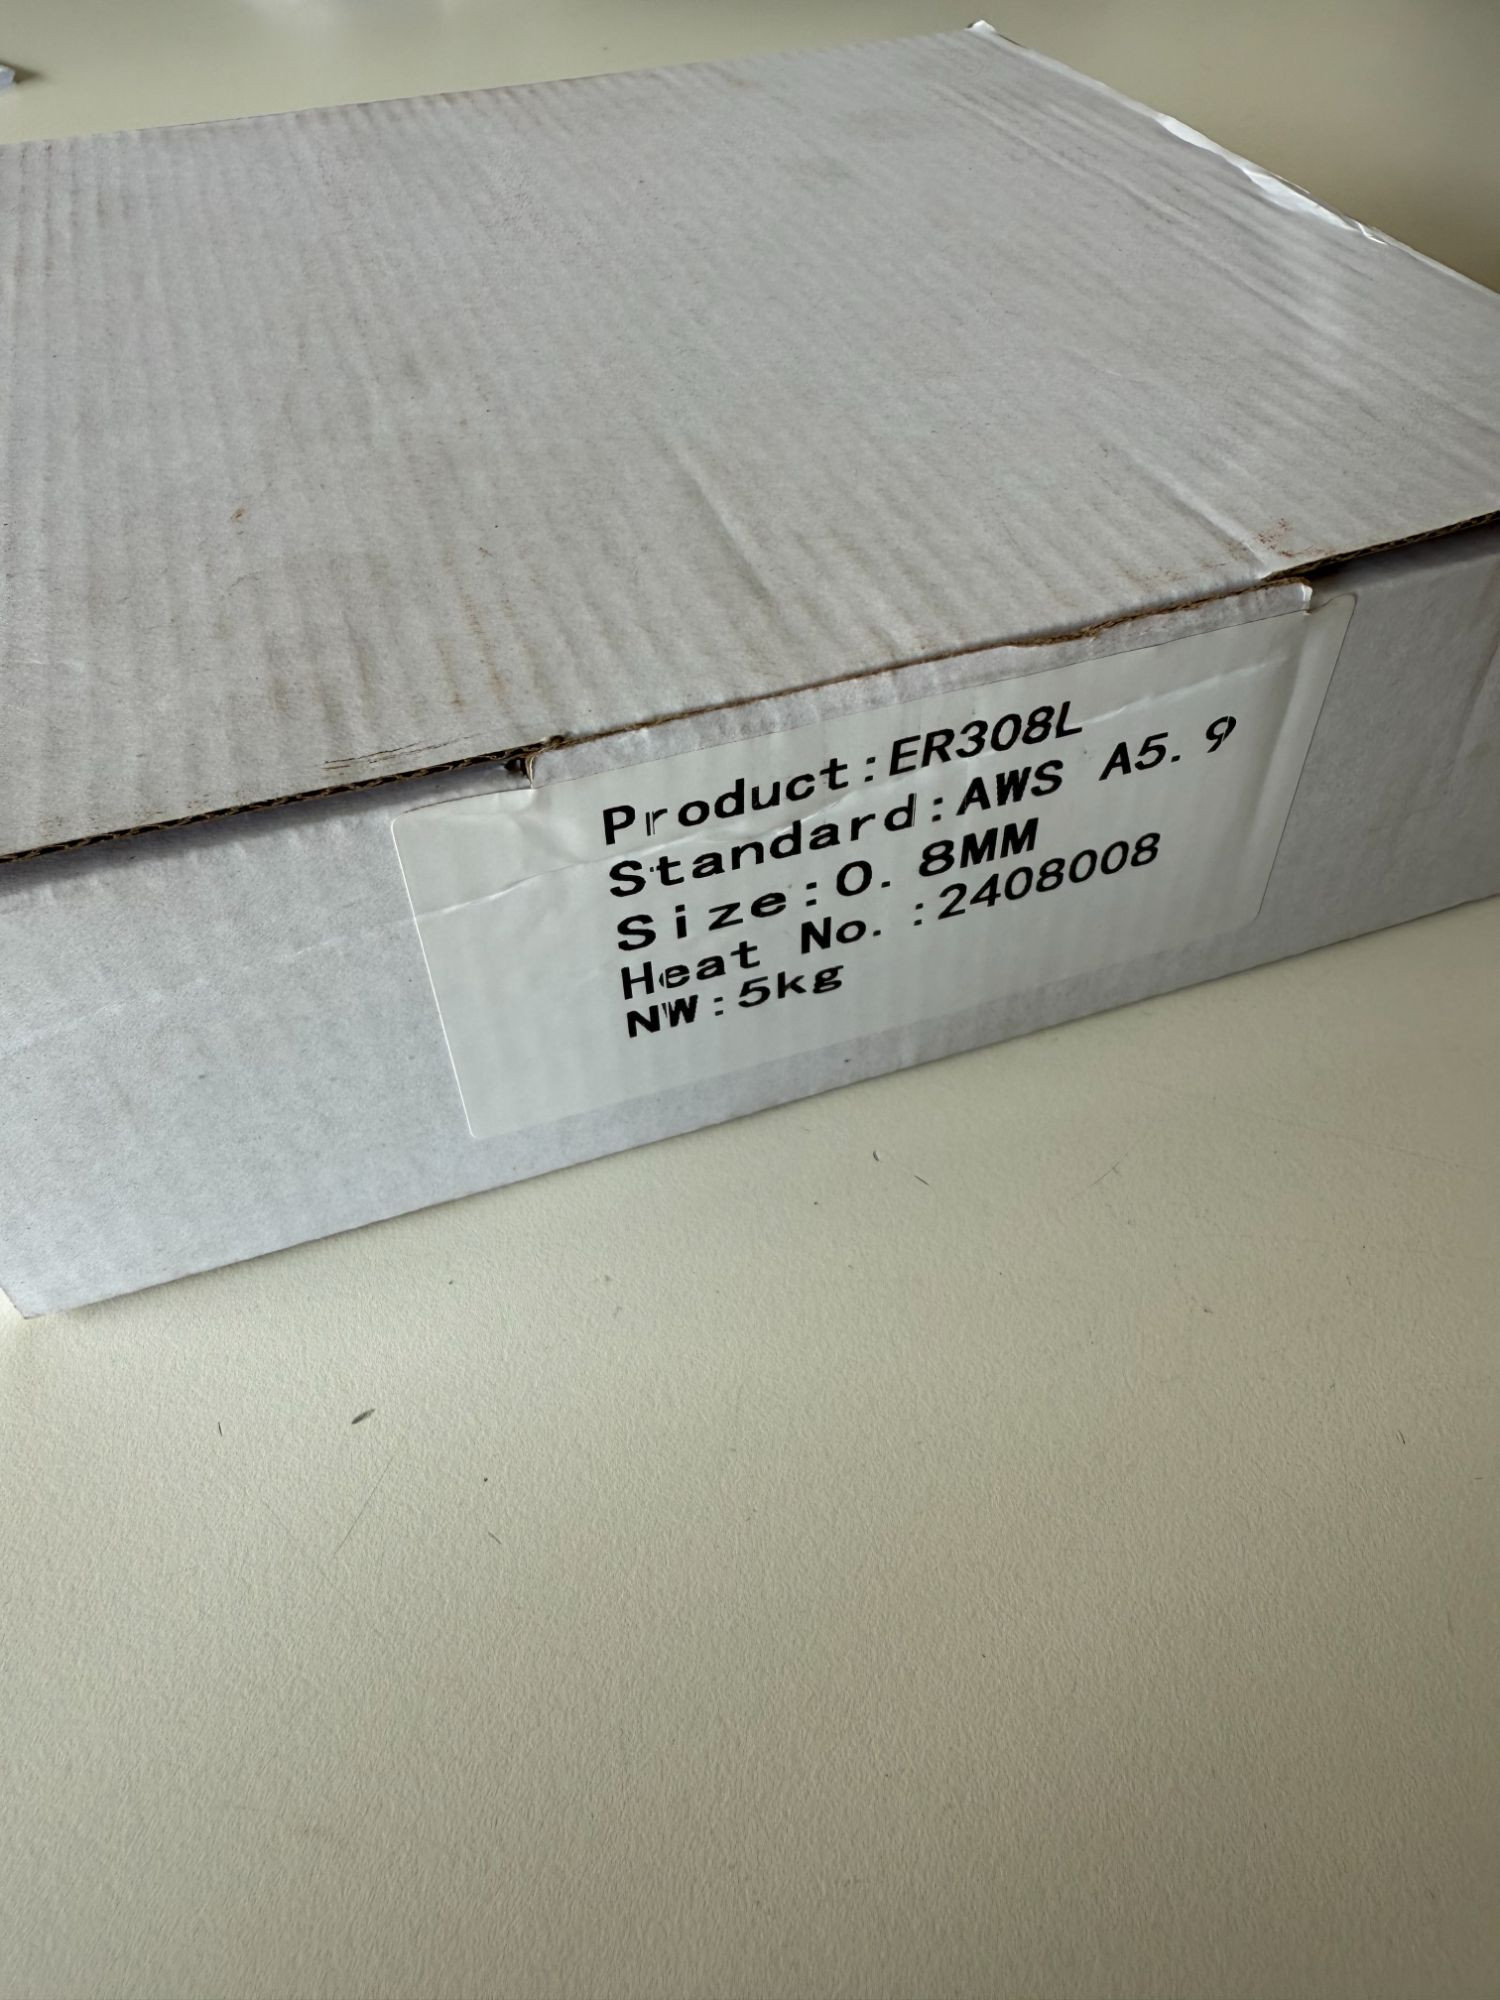 Product:ER308L
Standard:AWS A5.9
Size:0.8MM
Heat No.:2408008
NW:5kg